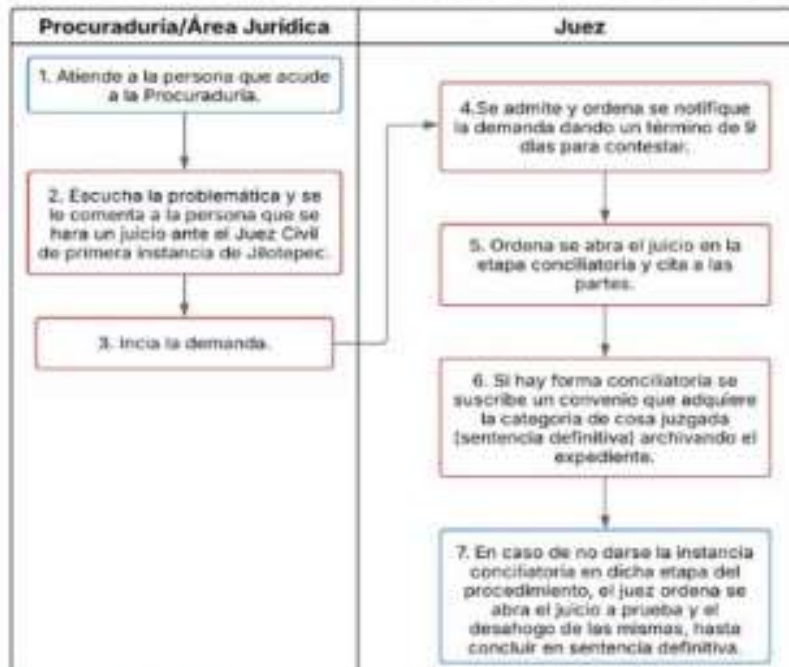 Procuraduría/Área Jurídica
Juez
1. Atiende a la persona que acude
a la Procuraduría.
2. Escucha la problemática y se
le comenta a la persona que se
hara un juicio ante el Juez Civil
de primera instancia de Jilotepec.
3. Incia la demanda.
4.Se admite y ordena se notifique
la demanda dando un término de 9
días para contestar.
5. Ordena se abra el juicio en la
etapa conciliatoria y cita a las
partes.
6. Si hay forma conciliatoria se
suscribe un convenio que adquiere
la categoría de cosa juzgada
(sentencia definitiva) archivando el
expediente.
7. En caso de no darse la instancia
conciliatoria en dicha etapa del
procedimiento, el juez ordena se
abra el juicio a prueba y el
desahogo de las mismas, hasta
concluir en sentencia definitiva.